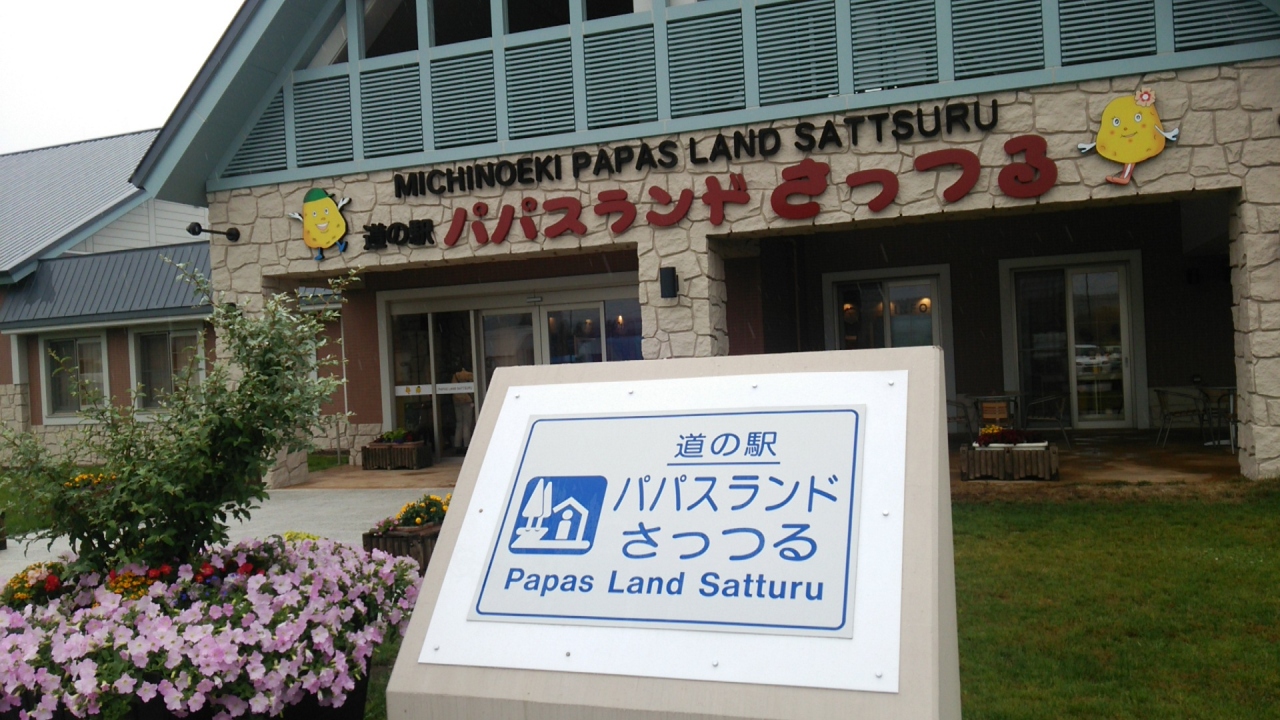 MICHINOEKI PAPAS LAND SATTSURU
道の駅 パパスランドさっつる
道の駅
パパスランド
さっつる
Papas Land Satturu